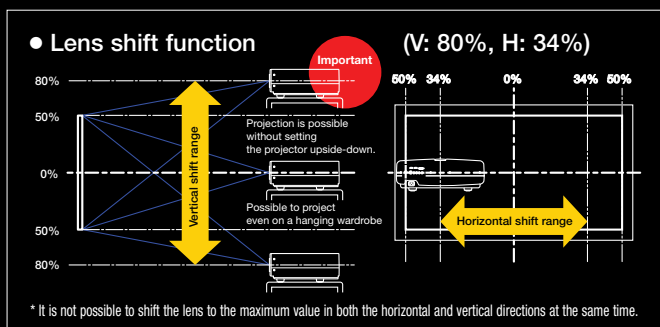 ● Lens shift function
(V: 80%, H: 34%)
Important
80%
50%
0%
50%
80%
Vertical shift range
Projection is possible
without setting
the projector upside-down.
Possible to project
even on a hanging wardrobe
50% 34% 0% 34% 50%
Horizontal shift range
* It is not possible to shift the lens to the maximum value in both the horizontal and vertical directions at the same time.